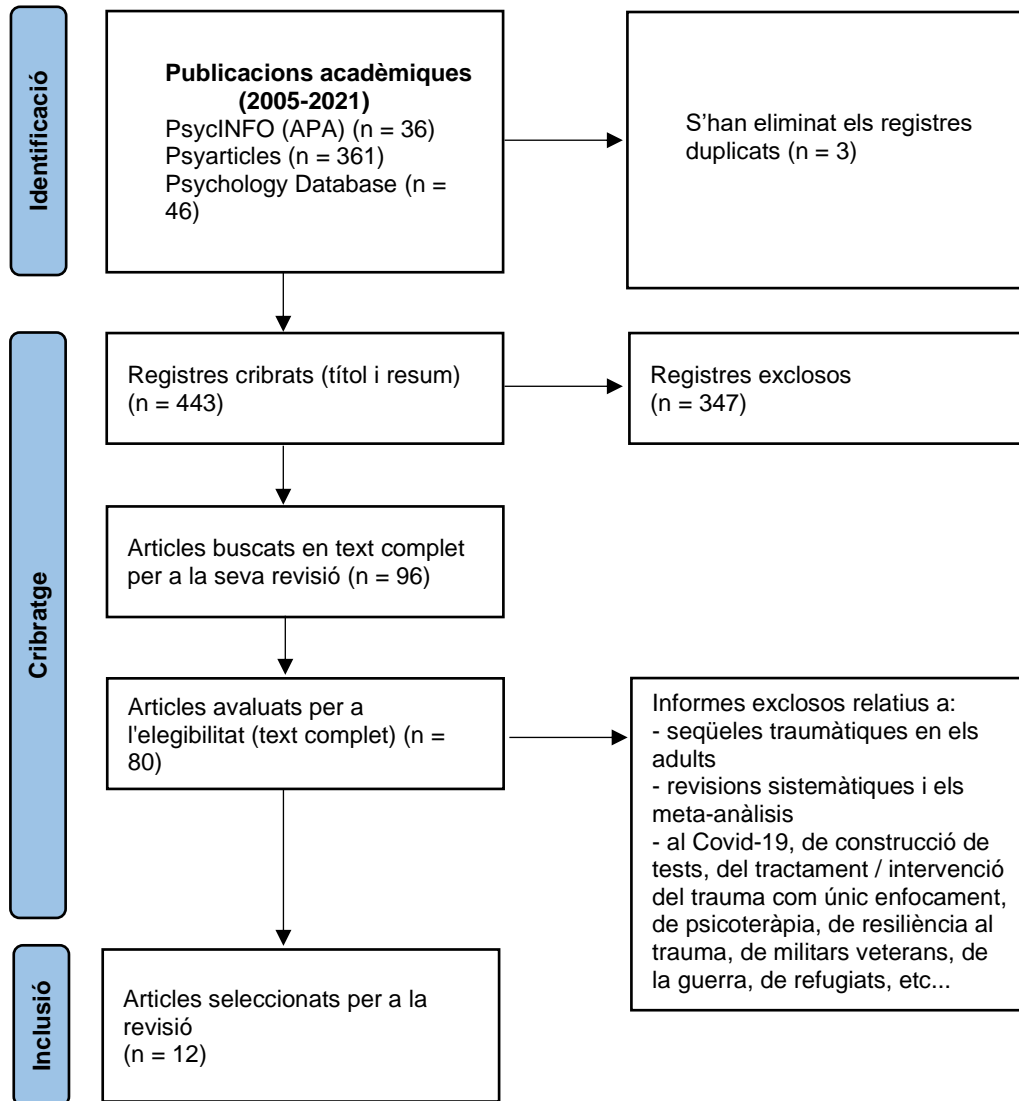 Identificació
Publicacions acadèmiques
(2005-2021)
PsycINFO (APA) (n = 36)
Psyarticles (n = 361)
Psychology Database (n =
46)
S'han eliminat els registres
duplicats (n = 3)
Cribratge
Registres cribrats (títol i resum)
(n = 443)
Registres exclosos
(n = 347)
Articles buscats en text complet
per a la seva revisió (n = 96)
Articles avaluats per a
l'elegibilitat (text complet) (n =
80)
Informes exclosos relatius a:
- seqüeles traumàtiques en els
adults
- revisions sistemàtiques i els
meta-anàlisis
- al Covid-19, de construcció de
tests, del tractament / intervenció
del trauma com únic enfocament,
de psicoteràpia, de resiliència al
trauma, de militars veterans, de
la guerra, de refugiats, etc...
Inclusió
Articles seleccionats per a la
revisió
(n = 12)